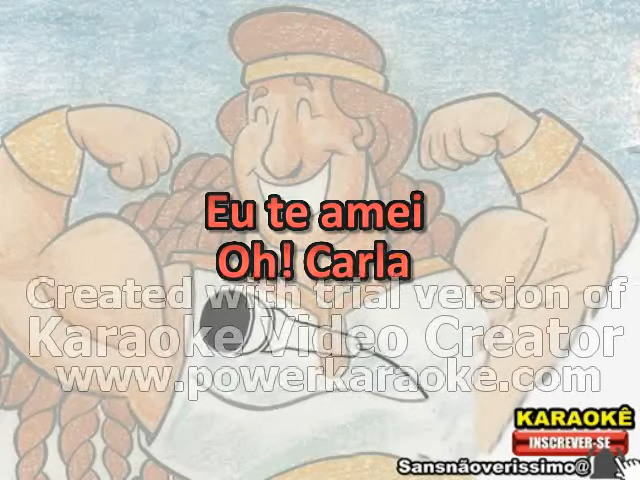 Eu te amei
Oh! Carla
Created with trial version of
Karaoke Video Creator
www.powerkaraoke.com
KARAOKÊ
INSCREVER-SE
Sansnãoverissimo@